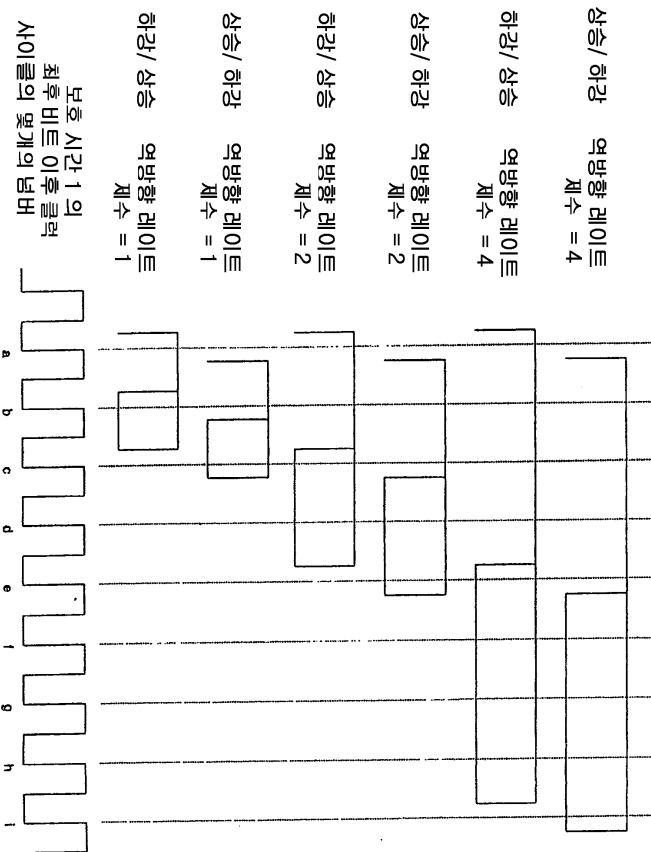 상승/ 하강 역방향 레이트
제수 = 4
하강/ 상승 역방향 레이트
제수 = 4
상승/ 하강 역방향 레이트
제수 = 2
하강/ 상승 역방향 레이트
제수 = 2
상승/ 하강 역방향 레이트
제수 = 1
하강/ 상승 역방향 레이트
제수 = 1
보호 시간 1 의
최후 비트 이후 클럭
사이클의 몇개의 넘버
a b c d e f g h i